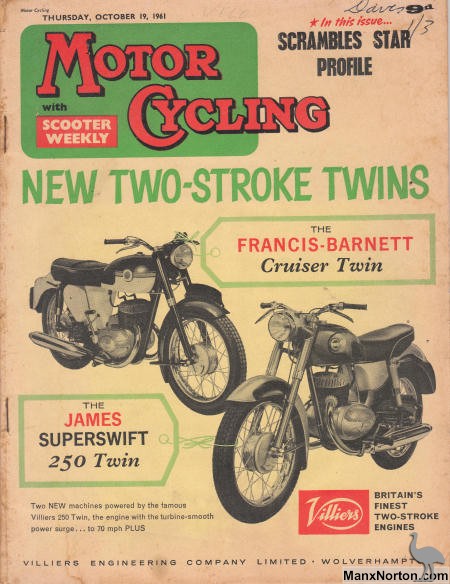 Motor Cycling
THURSDAY, OCTOBER 19, 1961
Daves 9d
1/3
★ In this issue...
SCRAMBLES STAR
PROFILE
MOTOR
with
CYCLING
SCOOTER
WEEKLY
NEW TWO-STROKE TWINS
THE
FRANCIS-BARNETT
Cruiser Twin
THE
JAMES
SUPERSWIFT
250 Twin
Two NEW machines powered by the famous
Villiers 250 Twin, the engine with the turbine-smooth
power surge... to 70 mph PLUS
Villiers
BRITAIN'S
FINEST
TWO-STROKE
ENGINES
VILLIERS ENGINEERING COMPANY LIMITED · WOLVERHAMPTO
ManxNorton.com